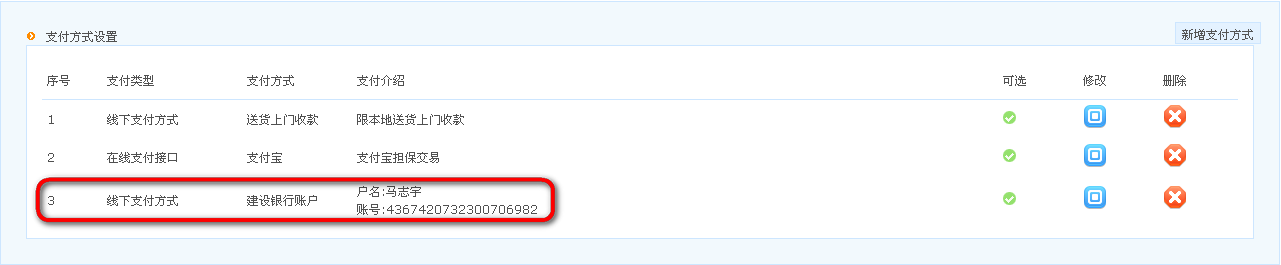 支付方式设置
新增支付方式
序号 支付类型 支付方式 支付介绍 可选 修改 删除
1 线下支付方式 送货上门收款 限本地送货上门收款
2 在线支付接口 支付宝 支付宝担保交易
3 线下支付方式 建设银行账户 户名:马志宇
账号:4367420732300706982